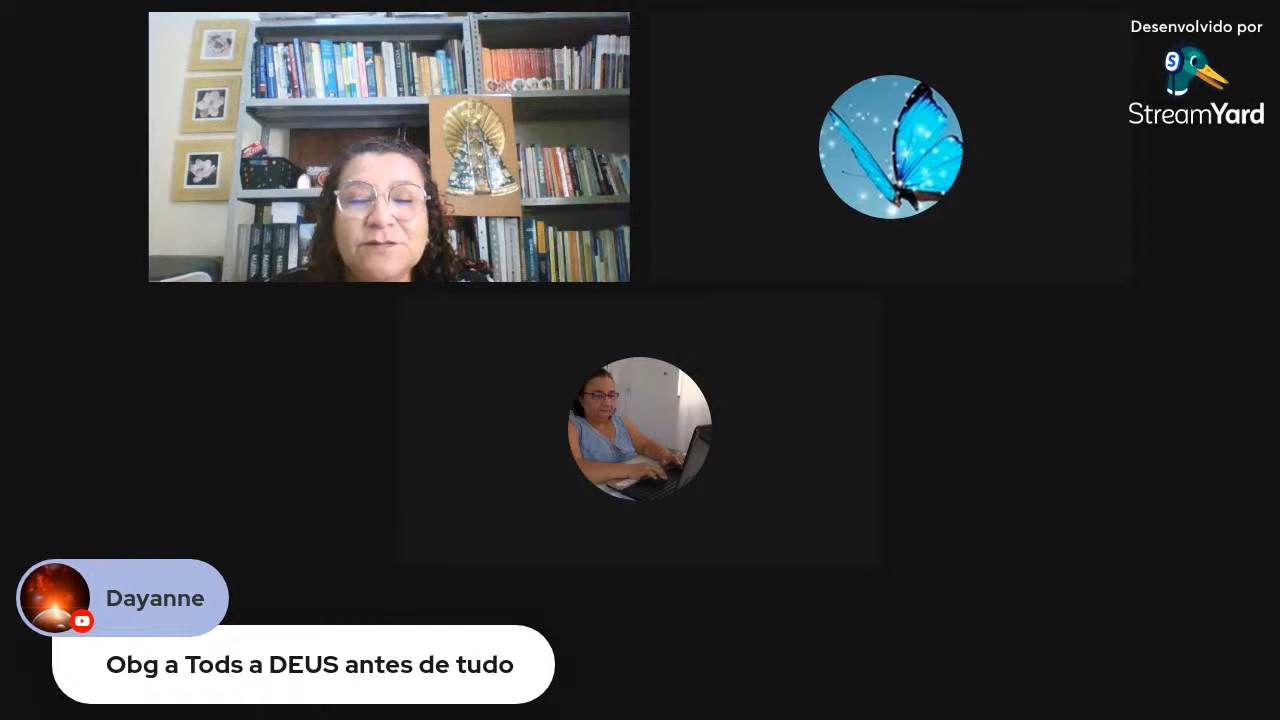 Desenvolvido por
StreamYard
Dayanne
Obg a Tods a DEUS antes de tudo